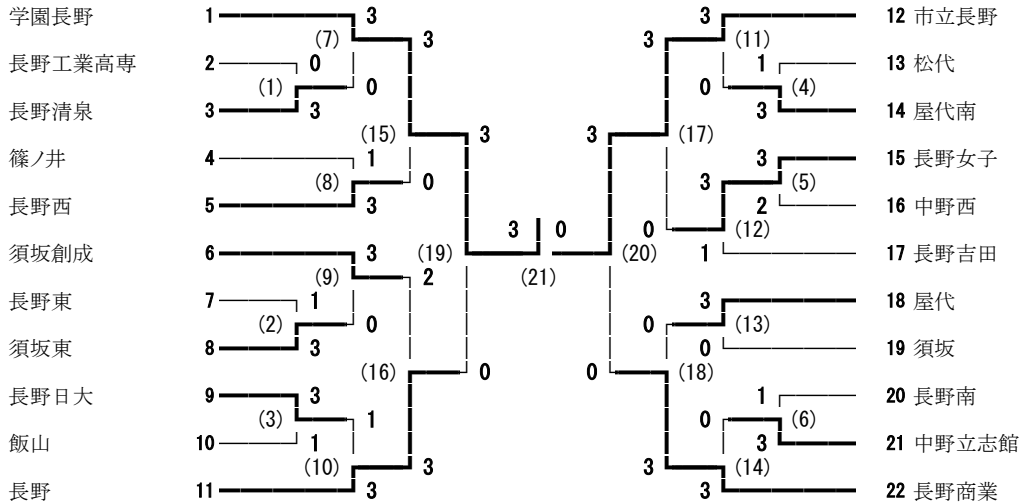 学園長野 1 3 3 12 市立長野
(7) 3 3 (11)
長野工業高専 2 0 1 13 松代
(1) 0 0 (4)
長野清泉 3 3 3 14 屋代南
(15) 3 3 (17)
篠ノ井 4 1 3 15 長野女子
(8) 0 3 (5)
長野西 5 3 2 16 中野西
3 0 0 (12)
須坂創成 6 3 (19) (20) 1 17 長野吉田
(9) 2 (21)
長野東 7 1 3 18 屋代
(2) 0 0 (13)
須坂東 8 3 0 19 須坂
(16) 0 0 (18)
長野日大 9 3 1 20 長野南
(3) 1 0 (6)
飯山 10 1 3 21 中野立志館
(10) 3 3 (14)
長野 11 3 3 22 長野商業